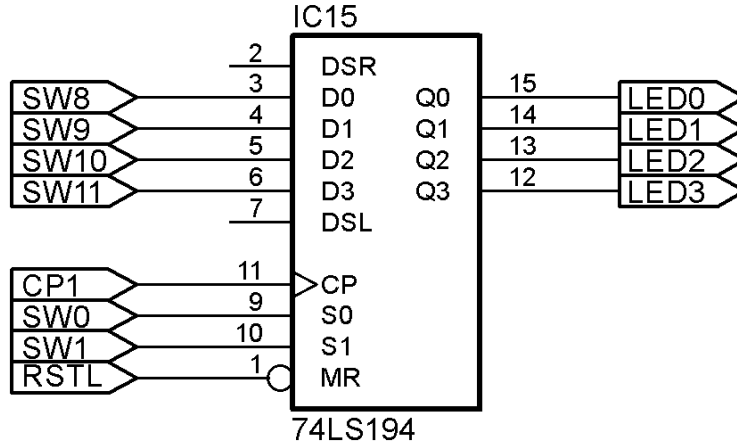 IC15
2 DSR
SW8 3 D0 Q0 15 LED0
SW9 4 D1 Q1 14 LED1
SW10 5 D2 Q2 13 LED2
SW11 6 D3 Q3 12 LED3
7 DSL
CP1 11 CP
SW0 9 S0
SW1 10 S1
RSTL 1 MR
74LS194